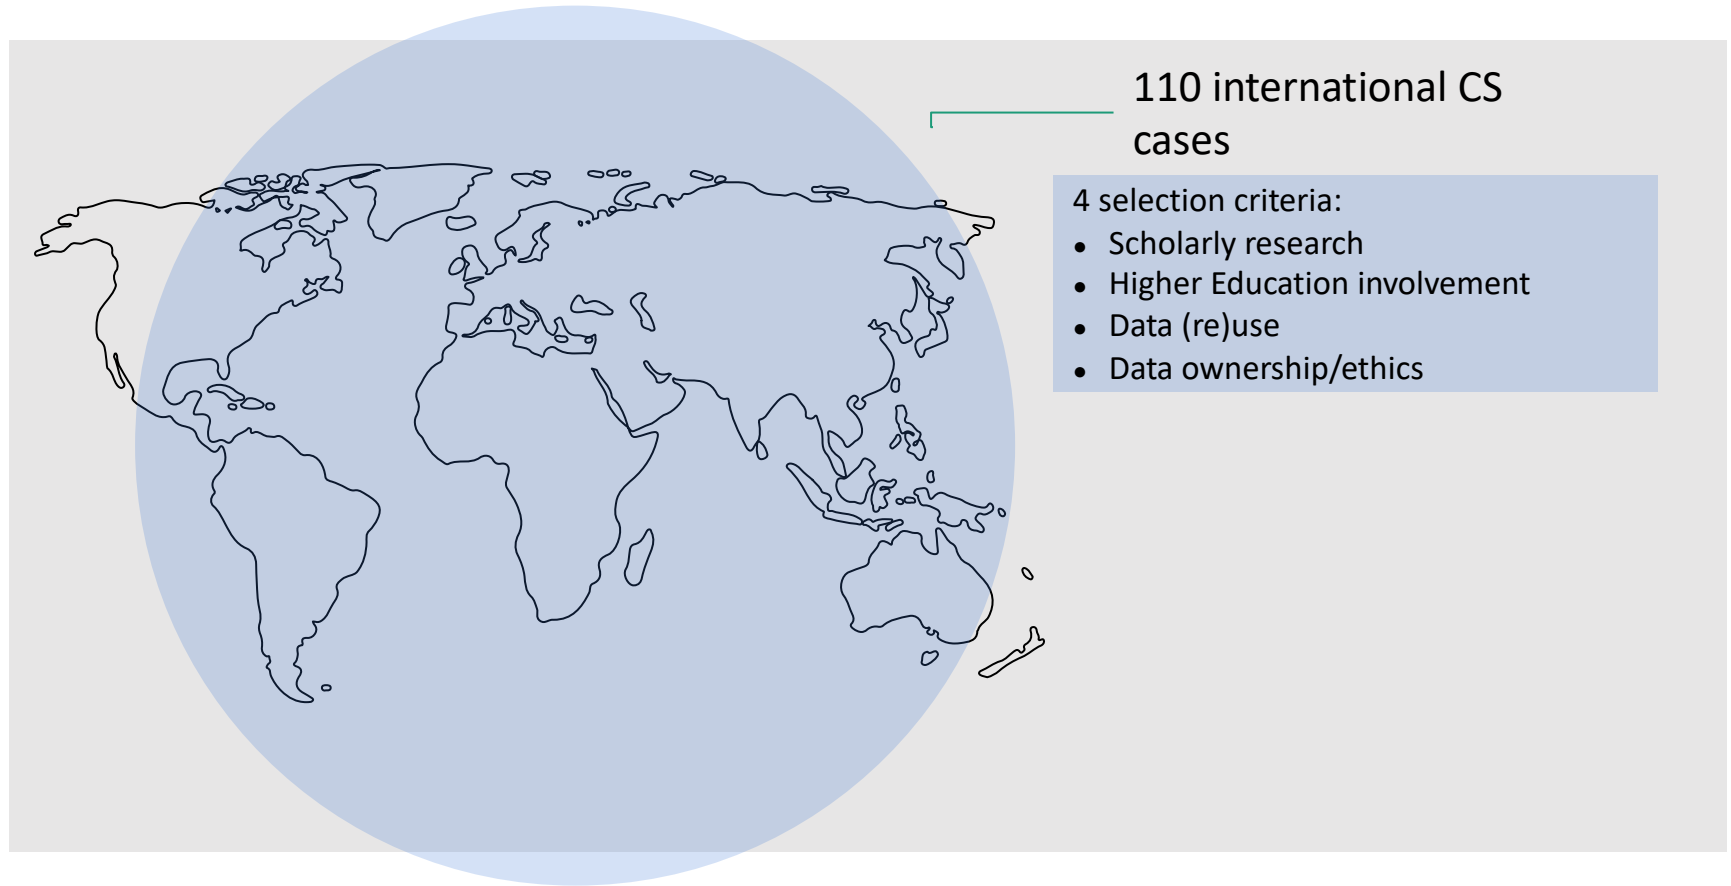 110 international CS
cases
4 selection criteria:
• Scholarly research
• Higher Education involvement
• Data (re)use
• Data ownership/ethics